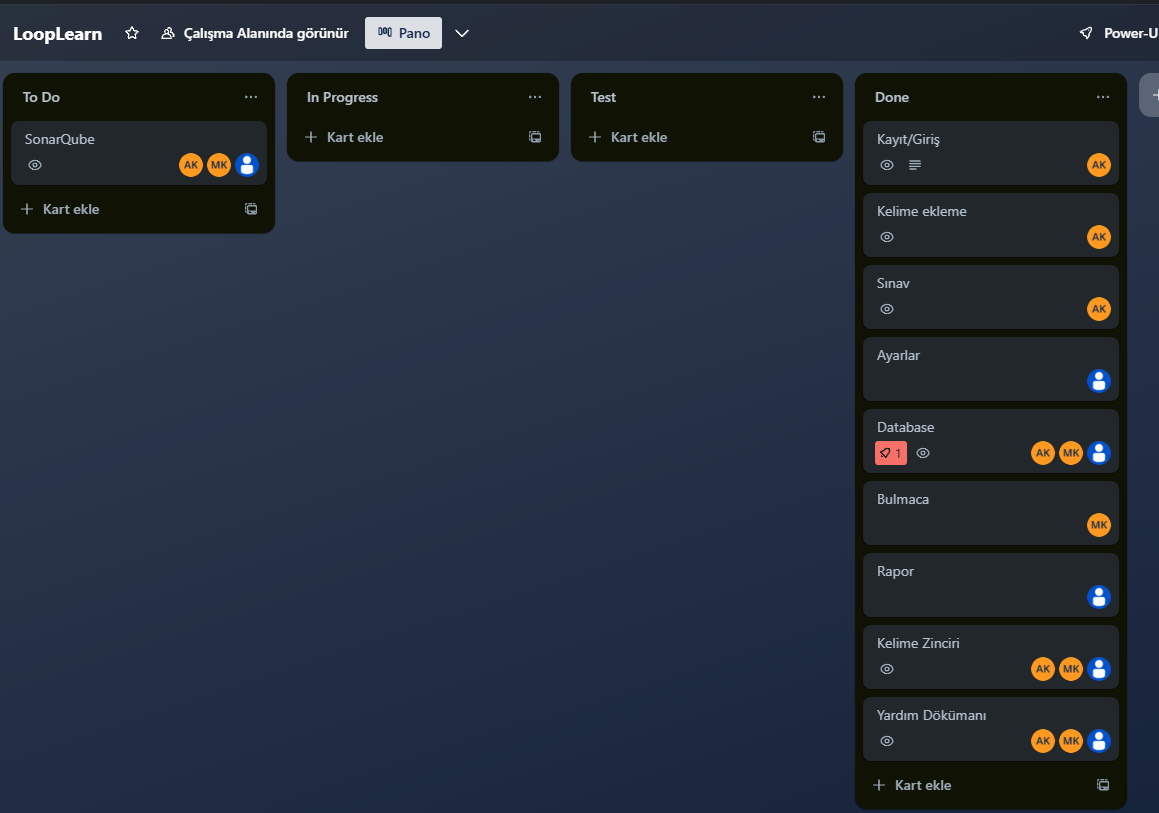 LoopLearn
Çalışma Alanında görünür
Pano
Power-U
To Do
SonarQube
AK MK
Kart ekle
In Progress
Kart ekle
Test
Kart ekle
Done
Kayıt/Giriş
AK
Kelime ekleme
AK
Sınav
AK
Ayarlar
Database
1
AK MK
Bulmaca
MK
Rapor
Kelime Zinciri
AK MK
Yardım Dökümanı
AK MK
Kart ekle